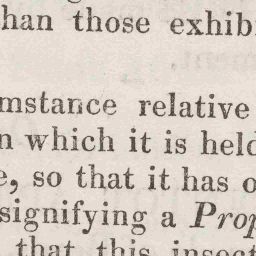 han those exhib
mstance relative
n which it is held
e, so that it has o
signifying a Prop
that this insect